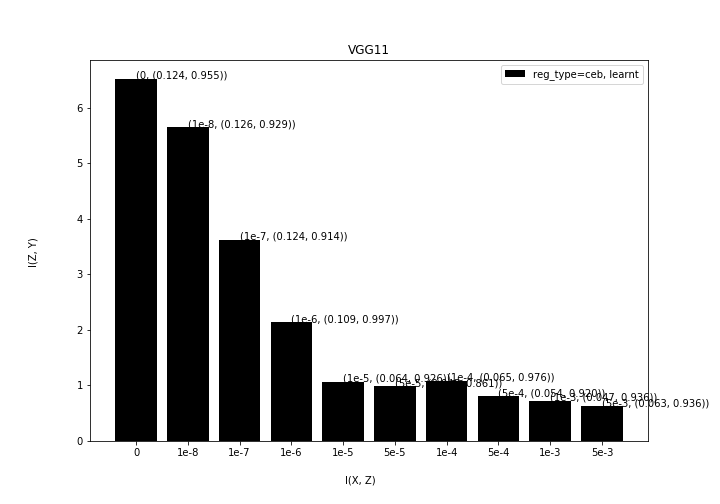 VGG11
reg_type=ceb, learnt
(0, (0.124, 0.955))
(1e-8, (0.126, 0.929))
(1e-7, (0.124, 0.914))
(1e-6, (0.109, 0.997))
(1e-5, (0.064, 0.926))
(5e-5, 0.861))
(1e-4, (0.065, 0.976))
(5e-4, (0.054, 0.920))
(1e-3, (0.047, 0.936))
(5e-3, (0.063, 0.936))
I(Z, Y)
6
5
4
3
2
1
0
0 1e-8 1e-7 1e-6 1e-5 5e-5 1e-4 5e-4 1e-3 5e-3
I(X, Z)